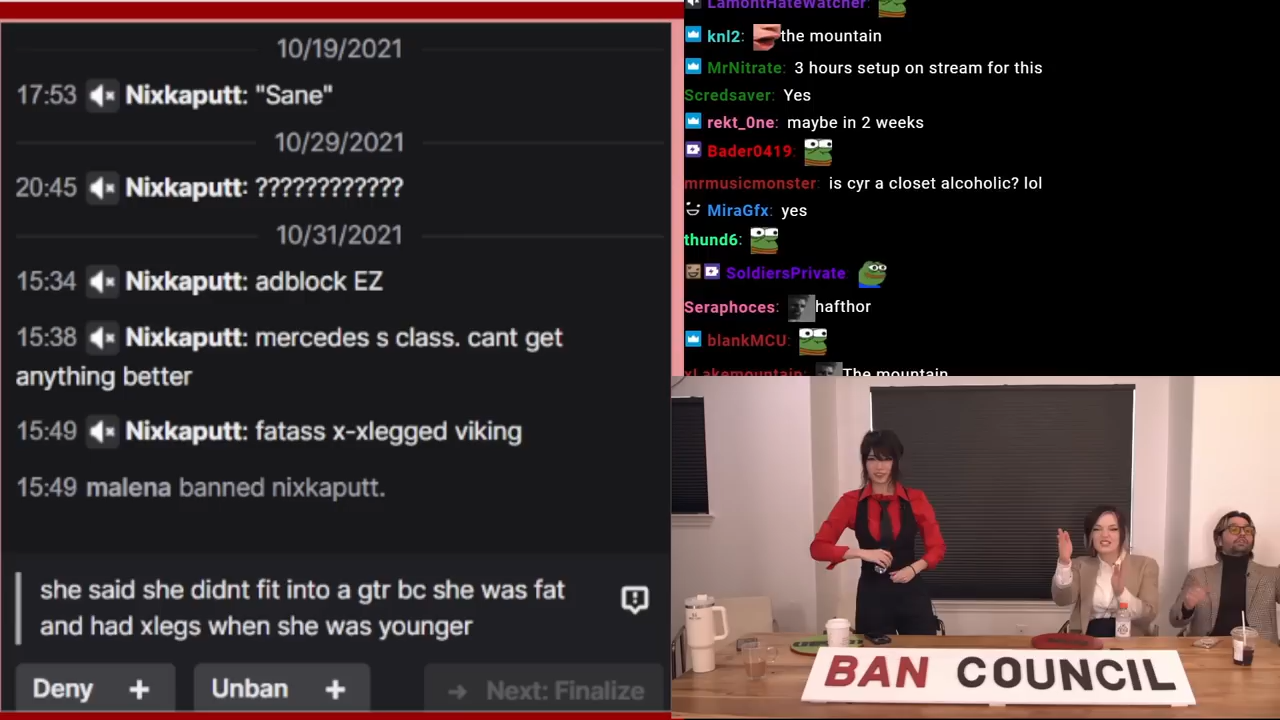 10/19/2021
17:53 Nixkaputt: "Sane"
10/29/2021
20:45 Nixkaputt: ????????????
10/31/2021
15:34 Nixkaputt: adblock EZ
15:38 Nixkaputt: mercedes s class. cant get
anything better
15:49 Nixkaputt: fatass x-xlegged viking
15:49 malena banned nixkaputt.
she said she didnt fit into a gtr bc she was fat
and had xlegs when she was younger
Deny +
Unban +
→ Next: Finalize
LamontHateWatcher:
knl2: the mountain
MrNitrate: 3 hours setup on stream for this
Scredsaver: Yes
rekt_0ne: maybe in 2 weeks
Bader0419:
mrmusicmonster: is cyr a closet alcoholic? lol
MiraGfx: yes
thund6:
SoldiersPrivate:
Seraphoces: hafthor
blankMCU:
xLakemountain: The mountain
BAN COUNCIL